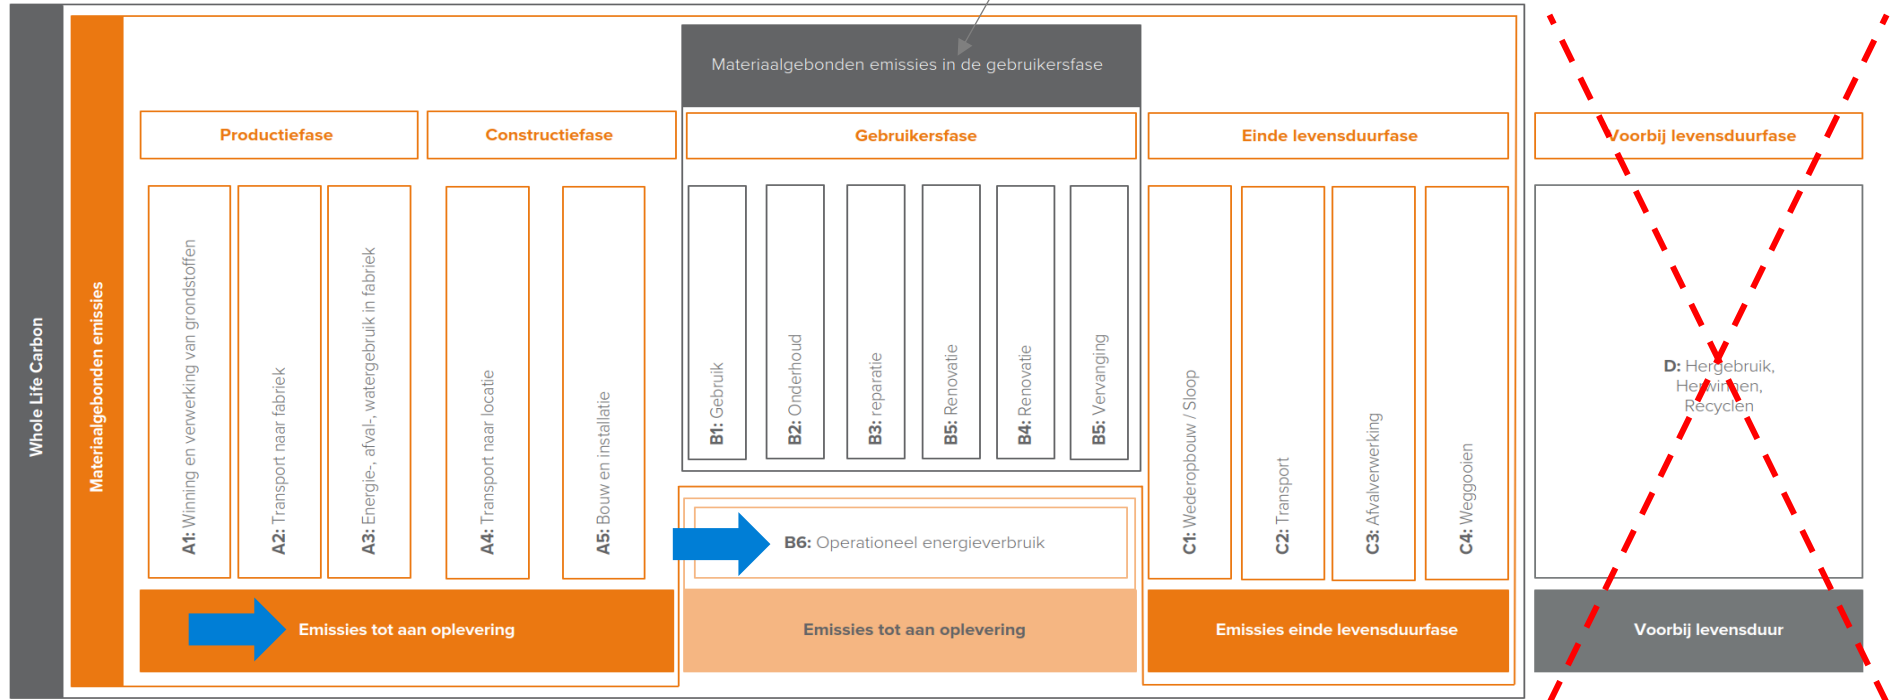 Whole Life Carbon
Materiaalgebonden emissies
Materiaalgebonden emissies in de gebruikersfase
Productiefase
Constructiefase
Gebruikersfase
Einde levensduurfase
Voorbij levensduurfase
A1: Winning en verwerking van grondstoffen
A2: Transport naar fabriek
A3: Energie-, afval-, watergebruik in fabriek
A4: Transport naar locatie
A5: Bouw en installatie
B1: Gebruik
B2: Onderhoud
B3: reparatie
B5: Renovatie
B4: Renovatie
B5: Vervanging
C1: Wederopbouw / Sloop
C2: Transport
C3: Afvalverwerking
C4: Weggooien
D: Hergebruik,
Herwinnen,
Recyclen
B6: Operationeel energieverbruik
Emissies tot aan oplevering
Emissies tot aan oplevering
Emissies einde levensduurfase
Voorbij levensduur